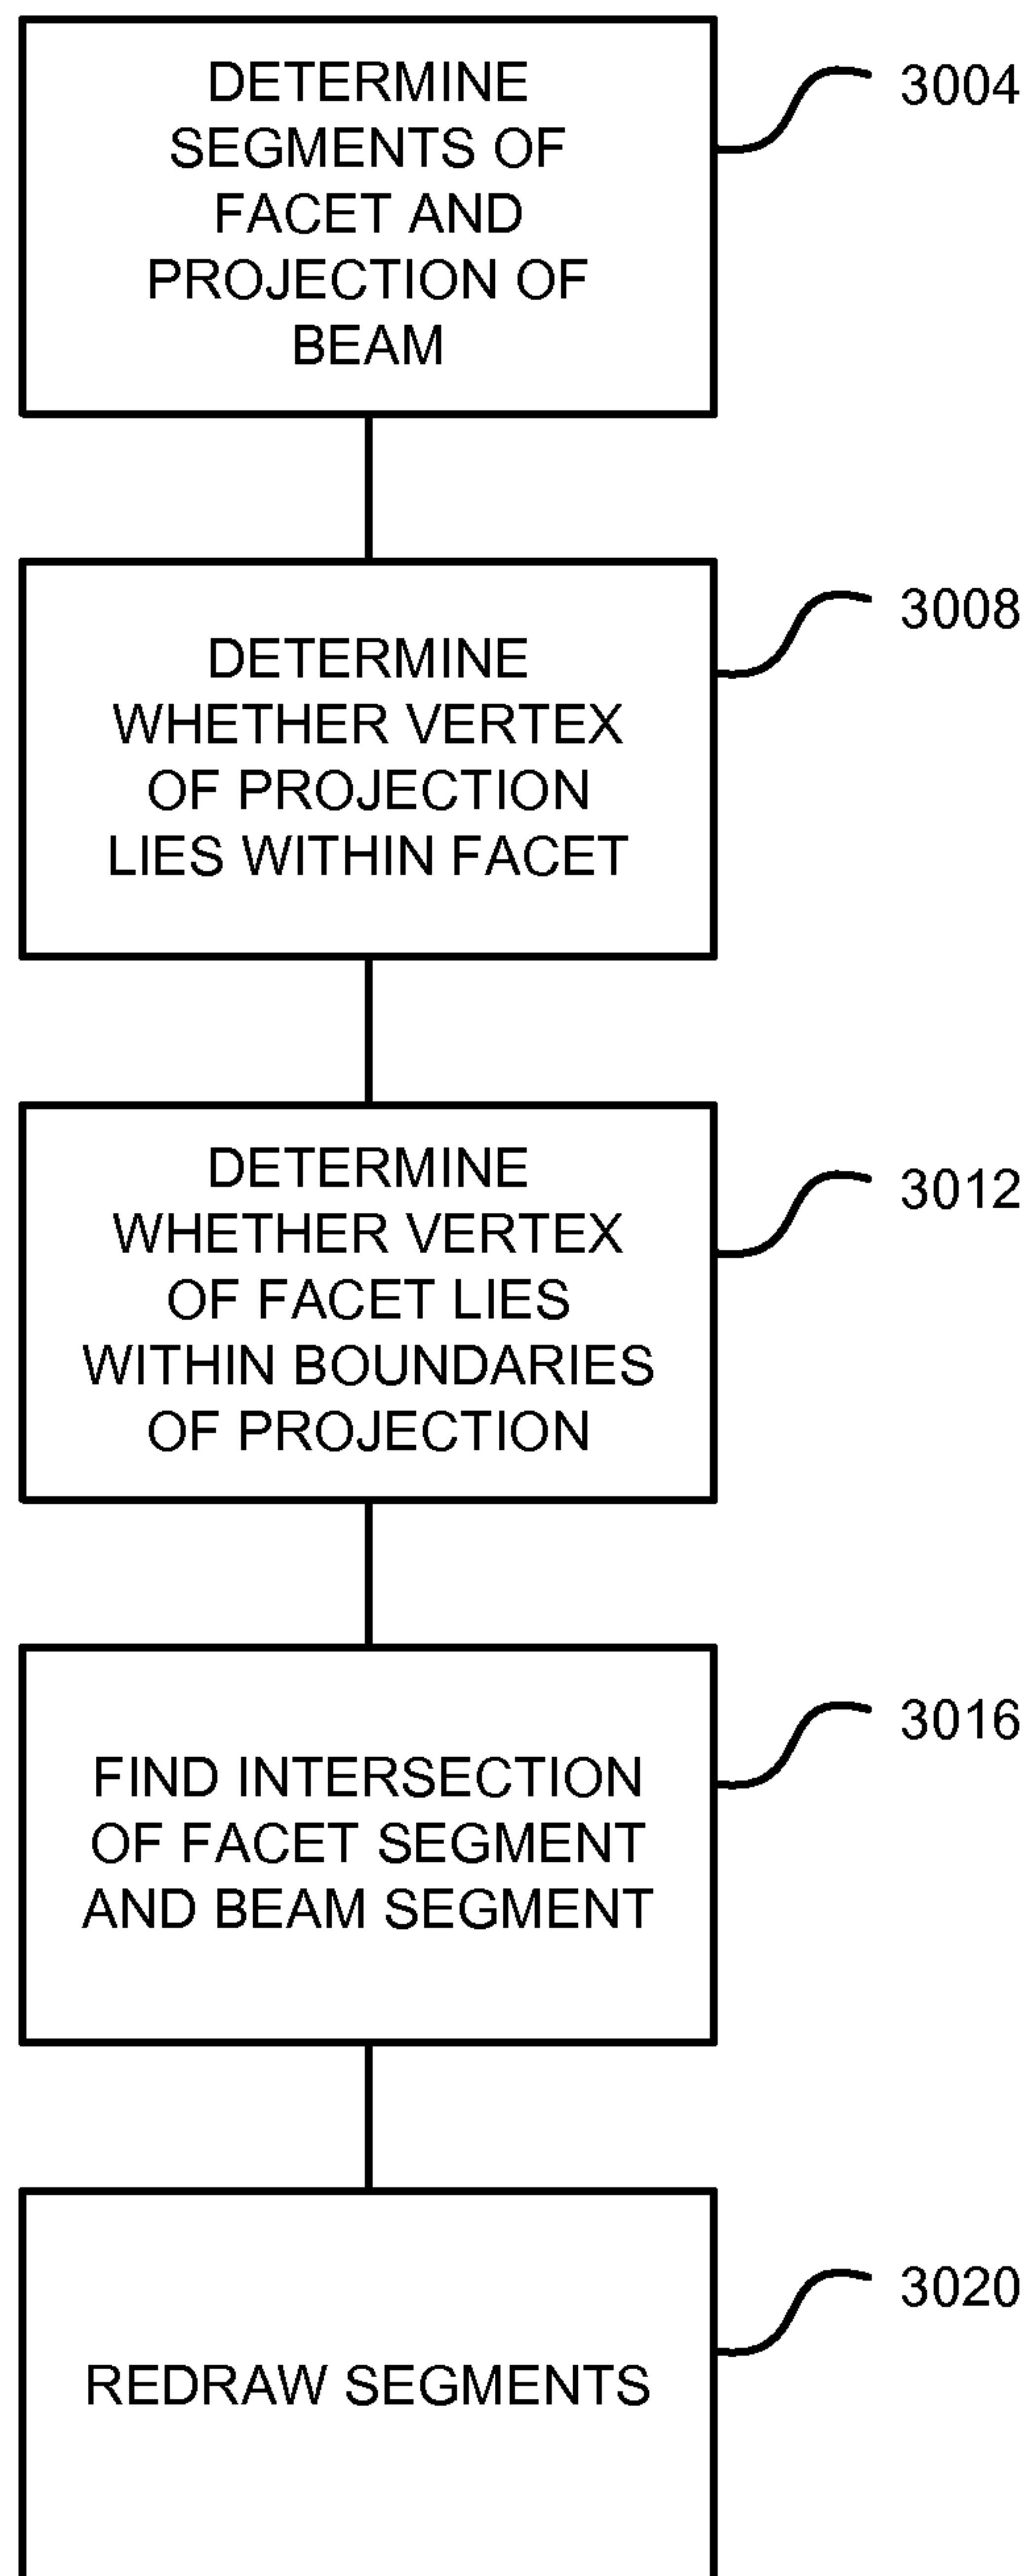 DETERMINE
SEGMENTS OF
FACET AND
PROJECTION OF
BEAM
3004
DETERMINE
WHETHER VERTEX
OF PROJECTION
LIES WITHIN FACET
3008
DETERMINE
WHETHER VERTEX
OF FACET LIES
WITHIN BOUNDARIES
OF PROJECTION
3012
FIND INTERSECTION
OF FACET SEGMENT
AND BEAM SEGMENT
3016
REDRAW SEGMENTS
3020